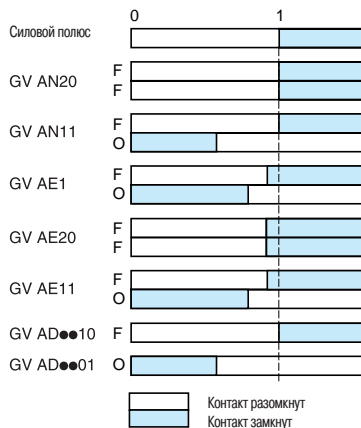 0 1
Силовой полюс
GV AN20 F
F
GV AN11 F
O
GV AE1 F
O
GV AE20 F
F
GV AE11 F
O
GV AD●●10 F
GV AD●●01 O
Контакт разомкнут
Контакт замкнут